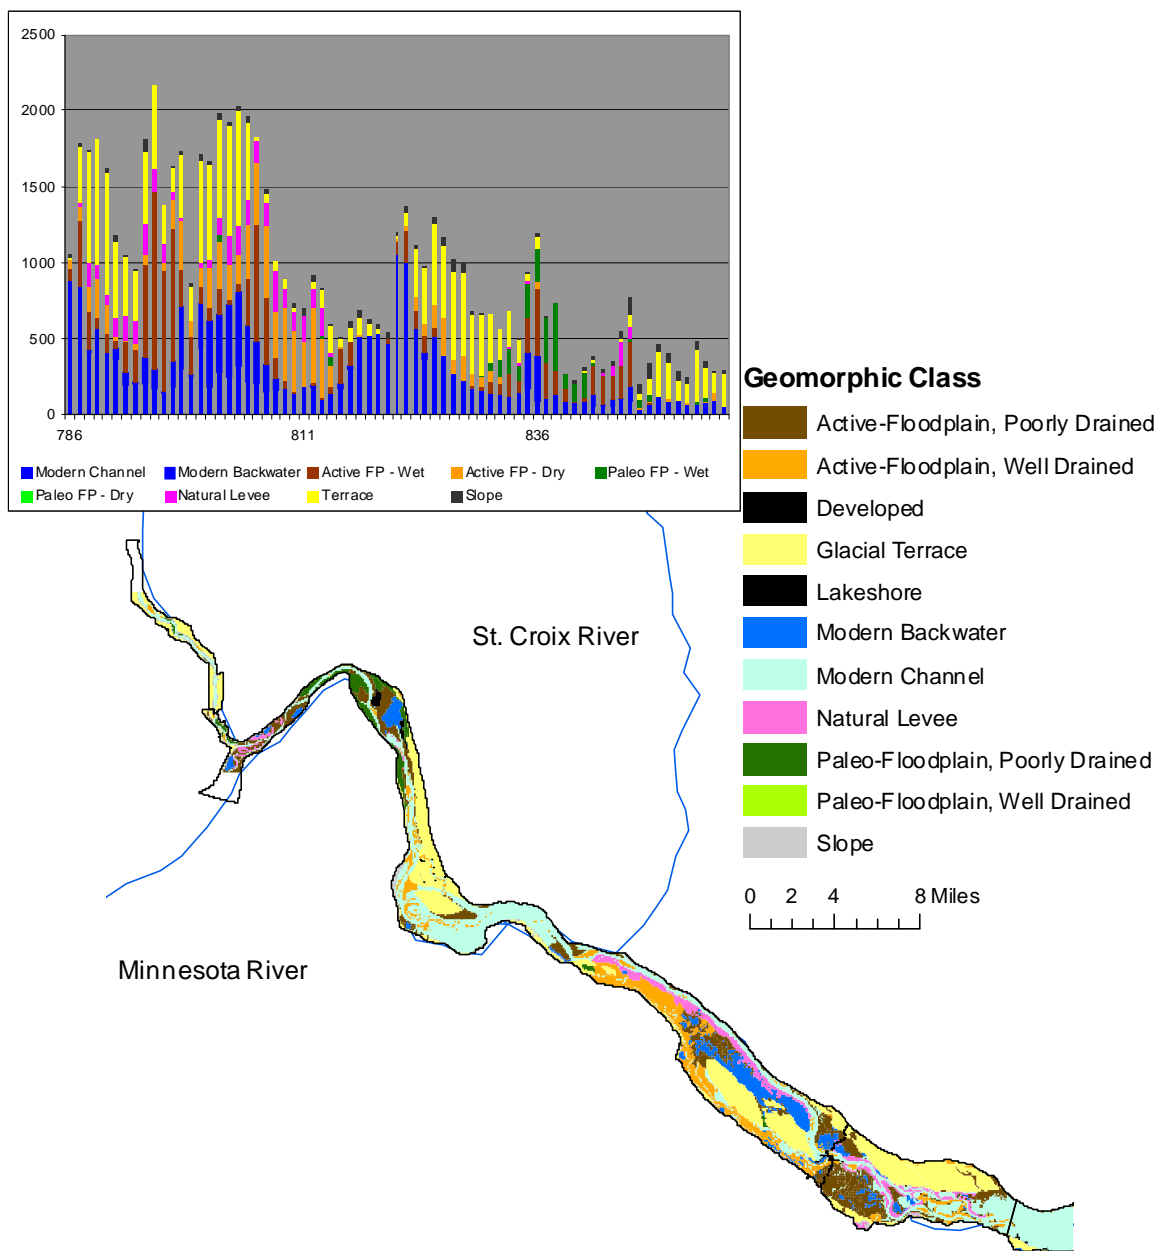 2500
2000
1500
1000
500
0
786 811 836
Modern Channel Modern Backwater Active FP - Wet Active FP - Dry Paleo FP - Wet
Paleo FP - Dry Natural Levee Terrace Slope
Geomorphic Class
Active-Floodplain, Poorly Drained
Active-Floodplain, Well Drained
Developed
Glacial Terrace
Lakeshore
Modern Backwater
Modern Channel
Natural Levee
Paleo-Floodplain, Poorly Drained
Paleo-Floodplain, Well Drained
Slope
0 2 4 8 Miles
St. Croix River
Minnesota River